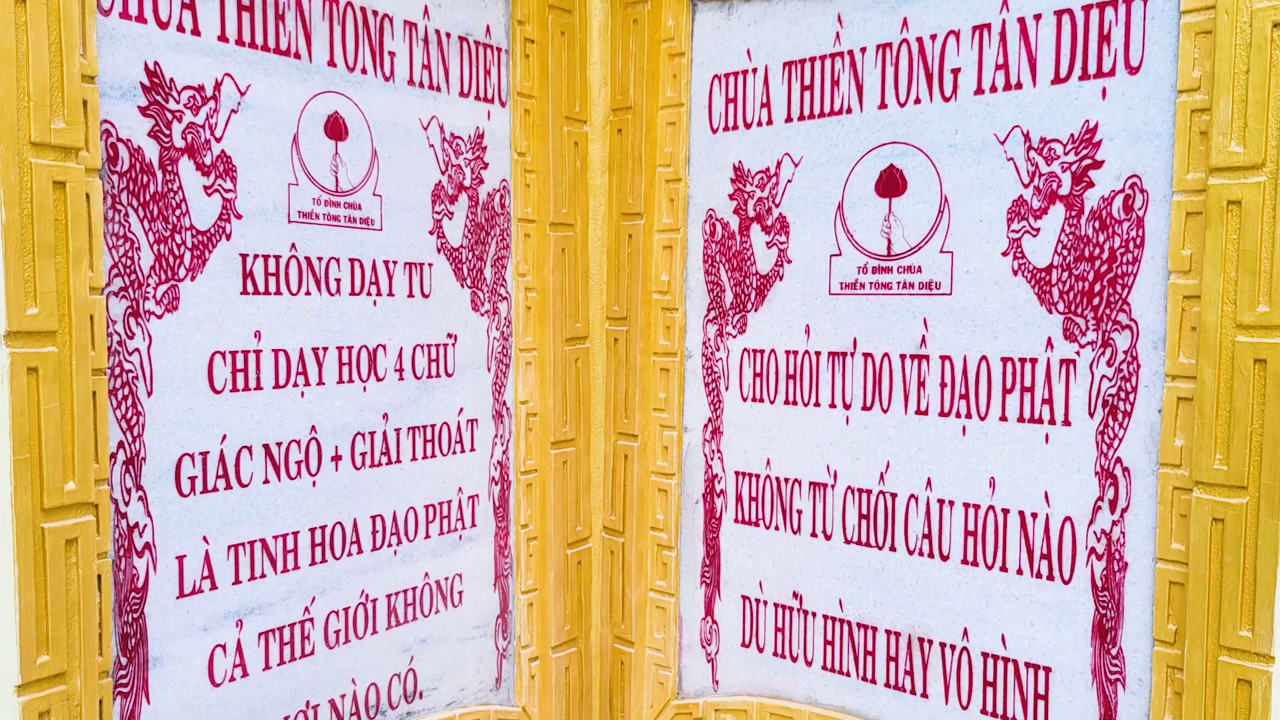 CHÙA THIỀN TÔNG TÂN DIỆU
TỔ ĐÌNH CHÙA
THIỀN TÔNG TÂN DIỆU
KHÔNG DẠY TU
CHỈ DẠY HỌC 4 CHỮ
GIÁC NGỘ + GIẢI THOÁT
LÀ TINH HOA ĐẠO PHẬT
CẢ THẾ GIỚI KHÔNG
NƠI NÀO CÓ.
CHÙA THIỀN TÔNG TÂN DIỆU
TỔ ĐÌNH CHÙA
THIỀN TÔNG TÂN DIỆU
CHO HỎI TỰ DO VỀ ĐẠO PHẬT
KHÔNG TỪ CHỐI CÂU HỎI NÀO
DÙ HỮU HÌNH HAY VÔ HÌNH